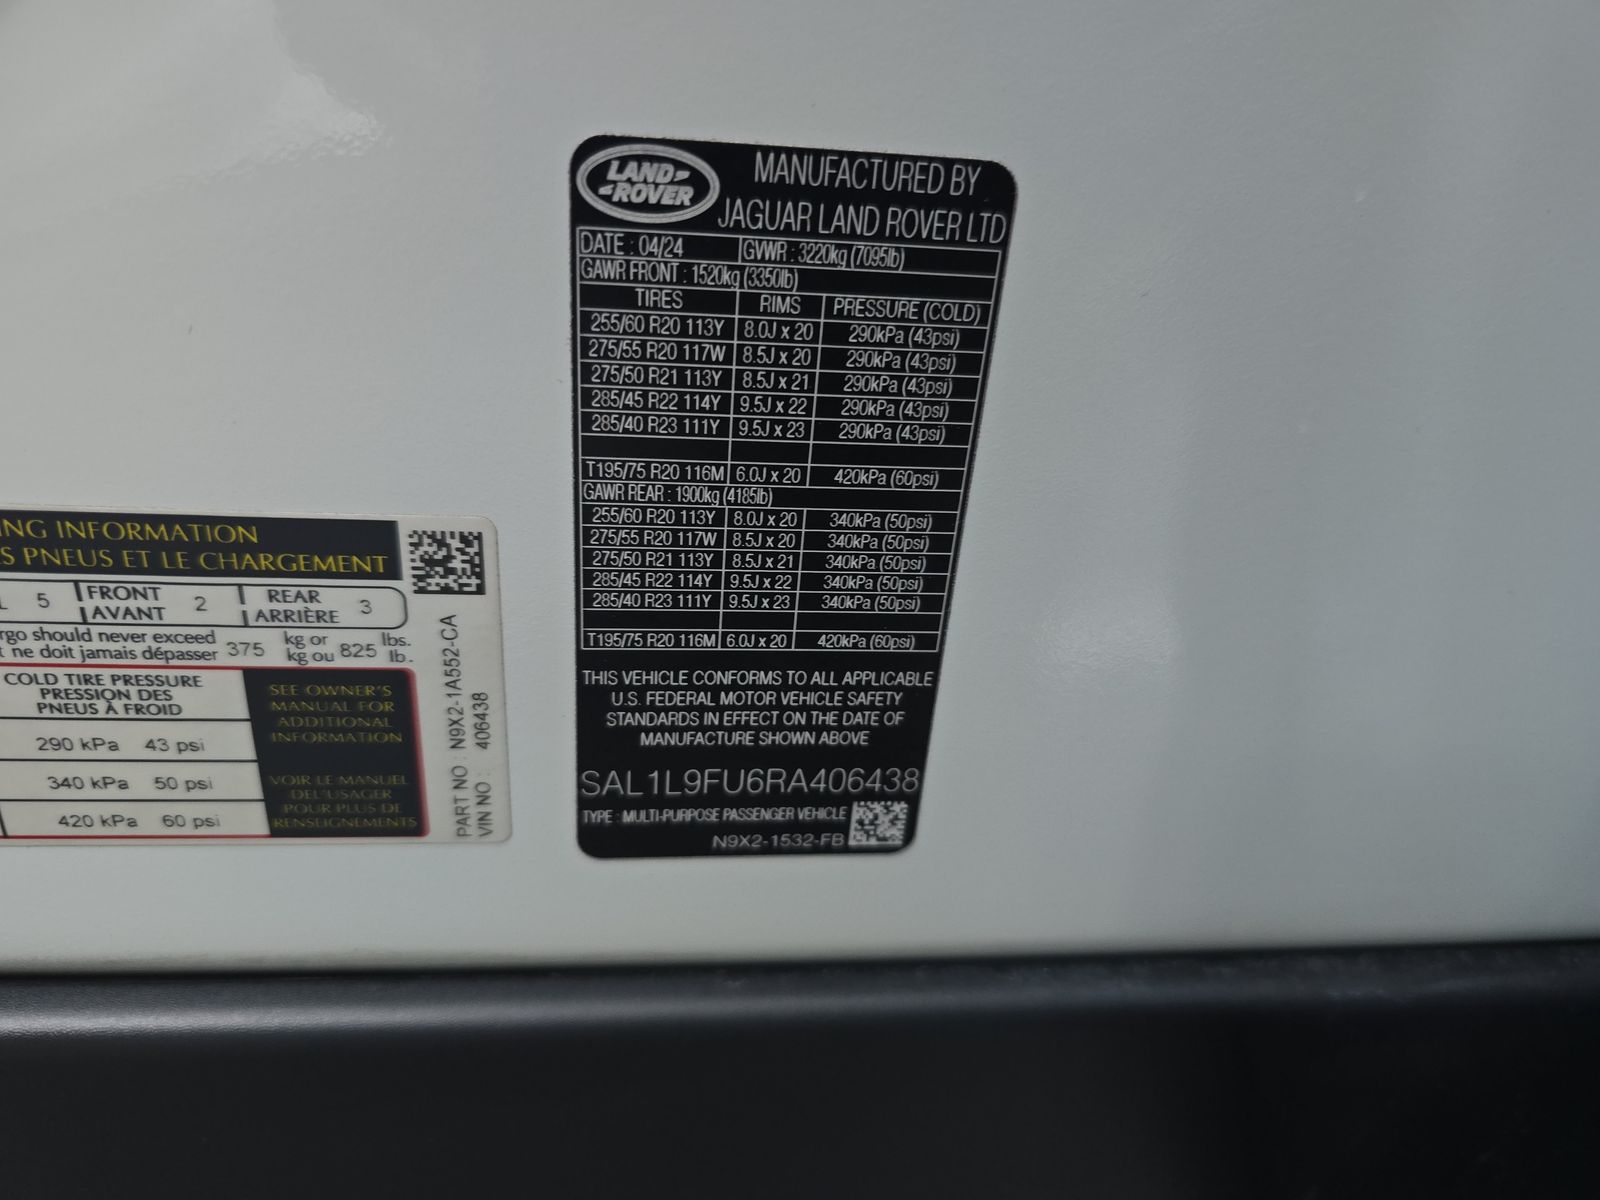 ING INFORMATION
S PNEUS ET LE CHARGEMENT
L 5 FRONT AVANT 2 REAR ARRIÈRE 3
rgo should never exceed 375 kg or 825 lbs.
t ne doit jamais dépasser kg ou lb.
COLD TIRE PRESSURE
PRESSION DES
PNEUS À FROID
290 kPa 43 psi
340 kPa 50 psi
420 kPa 60 psi
SEE OWNER'S
MANUAL FOR
ADDITIONAL
INFORMATION
VOIR LE MANUEL
DE L'USAGER
POUR PLUS DE
RENSEIGNEMENTS
PART NO : N9X2-1A552-CA
VIN NO : 406438
LAND
ROVER
MANUFACTURED BY
JAGUAR LAND ROVER LTD
DATE : 04/24 GVWR : 3220kg (7095lb)
GAWR FRONT : 1520kg (3350lb)
TIRES RIMS PRESSURE (COLD)
255/60 R20 113Y 8.0J x 20 290kPa (43psi)
275/55 R20 117W 8.5J x 20 290kPa (43psi)
275/50 R21 113Y 8.5J x 21 290kPa (43psi)
285/45 R22 114Y 9.5J x 22 290kPa (43psi)
285/40 R23 111Y 9.5J x 23 290kPa (43psi)
T195/75 R20 116M 6.0J x 20 420kPa (60psi)
GAWR REAR : 1900kg (4185lb)
255/60 R20 113Y 8.0J x 20 340kPa (50psi)
275/55 R20 117W 8.5J x 20 340kPa (50psi)
275/50 R21 113Y 8.5J x 21 340kPa (50psi)
285/45 R22 114Y 9.5J x 22 340kPa (50psi)
285/40 R23 111Y 9.5J x 23 340kPa (50psi)
T195/75 R20 116M 6.0J x 20 420kPa (60psi)
THIS VEHICLE CONFORMS TO ALL APPLICABLE
U.S. FEDERAL MOTOR VEHICLE SAFETY
STANDARDS IN EFFECT ON THE DATE OF
MANUFACTURE SHOWN ABOVE
SAL1L9FU6RA406438
TYPE : MULTI-PURPOSE PASSENGER VEHICLE
N9X2-1532-FB